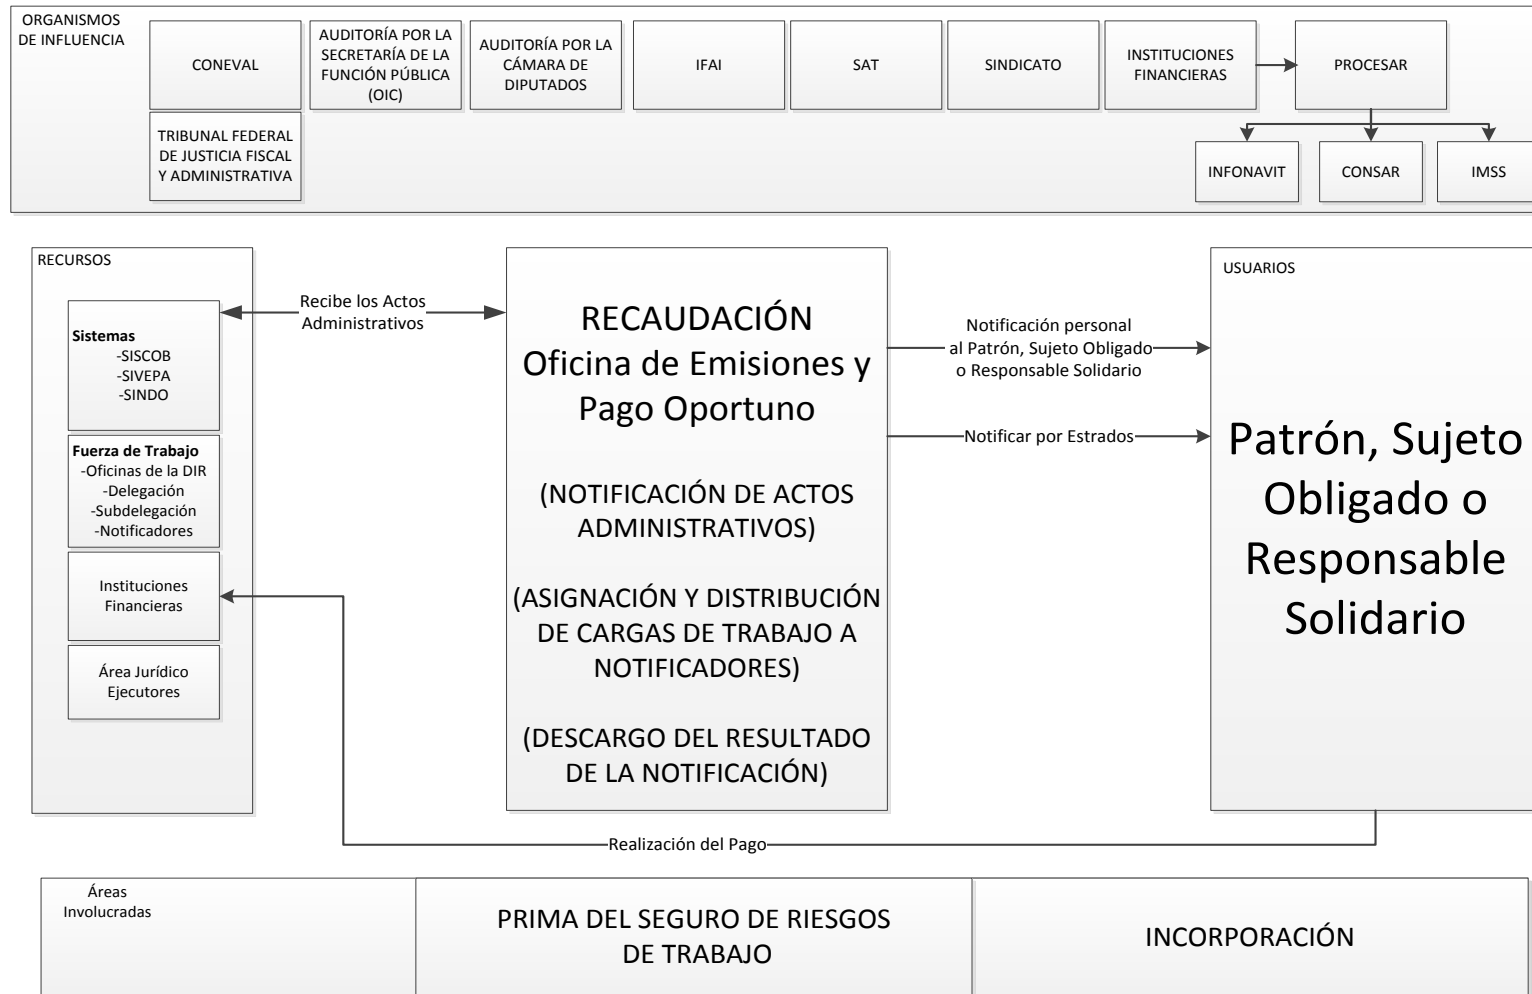 ORGANISMOS
DE INFLUENCIA
CONEVAL
AUDITORÍA POR LA
SECRETARÍA DE LA
FUNCIÓN PÚBLICA
(OIC)
AUDITORÍA POR LA
CÁMARA DE
DIPUTADOS
IFAI
SAT
SINDICATO
INSTITUCIONES
FINANCIERAS
PROCESAR
TRIBUNAL FEDERAL
DE JUSTICIA FISCAL
Y ADMINISTRATIVA
INFONAVIT
CONSAR
IMSS
RECURSOS
Sistemas
-SISCOB
-SIVEPA
-SINDO
Fuerza de Trabajo
-Oficinas de la DIR
-Delegación
-Subdelegación
-Notificadores
Instituciones
Financieras
Área Jurídico
Ejecutores
Recibe los Actos
Administrativos
RECAUDACIÓN
Oficina de Emisiones y
Pago Oportuno
(NOTIFICACIÓN DE ACTOS
ADMINISTRATIVOS)
(ASIGNACIÓN Y DISTRIBUCIÓN
DE CARGAS DE TRABAJO A
NOTIFICADORES)
(DESCARGO DEL RESULTADO
DE LA NOTIFICACIÓN)
Notificación personal
al Patrón, Sujeto Obligado
o Responsable Solidario
Notificar por Estrados
USUARIOS
Patrón, Sujeto
Obligado o
Responsable
Solidario
Realización del Pago
Áreas
Involucradas
PRIMA DEL SEGURO DE RIESGOS
DE TRABAJO
INCORPORACIÓN